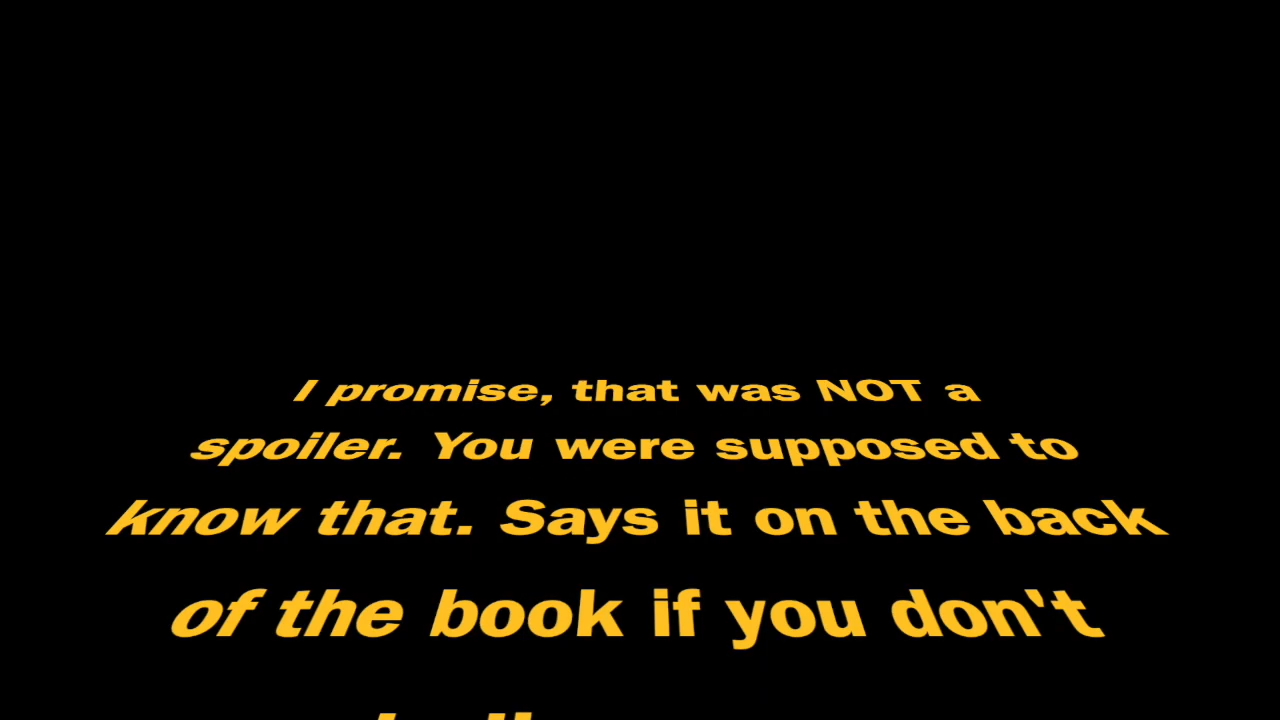 I promise, that was NOT a
spoiler. You were supposed to
know that. Says it on the back
of the book if you don't